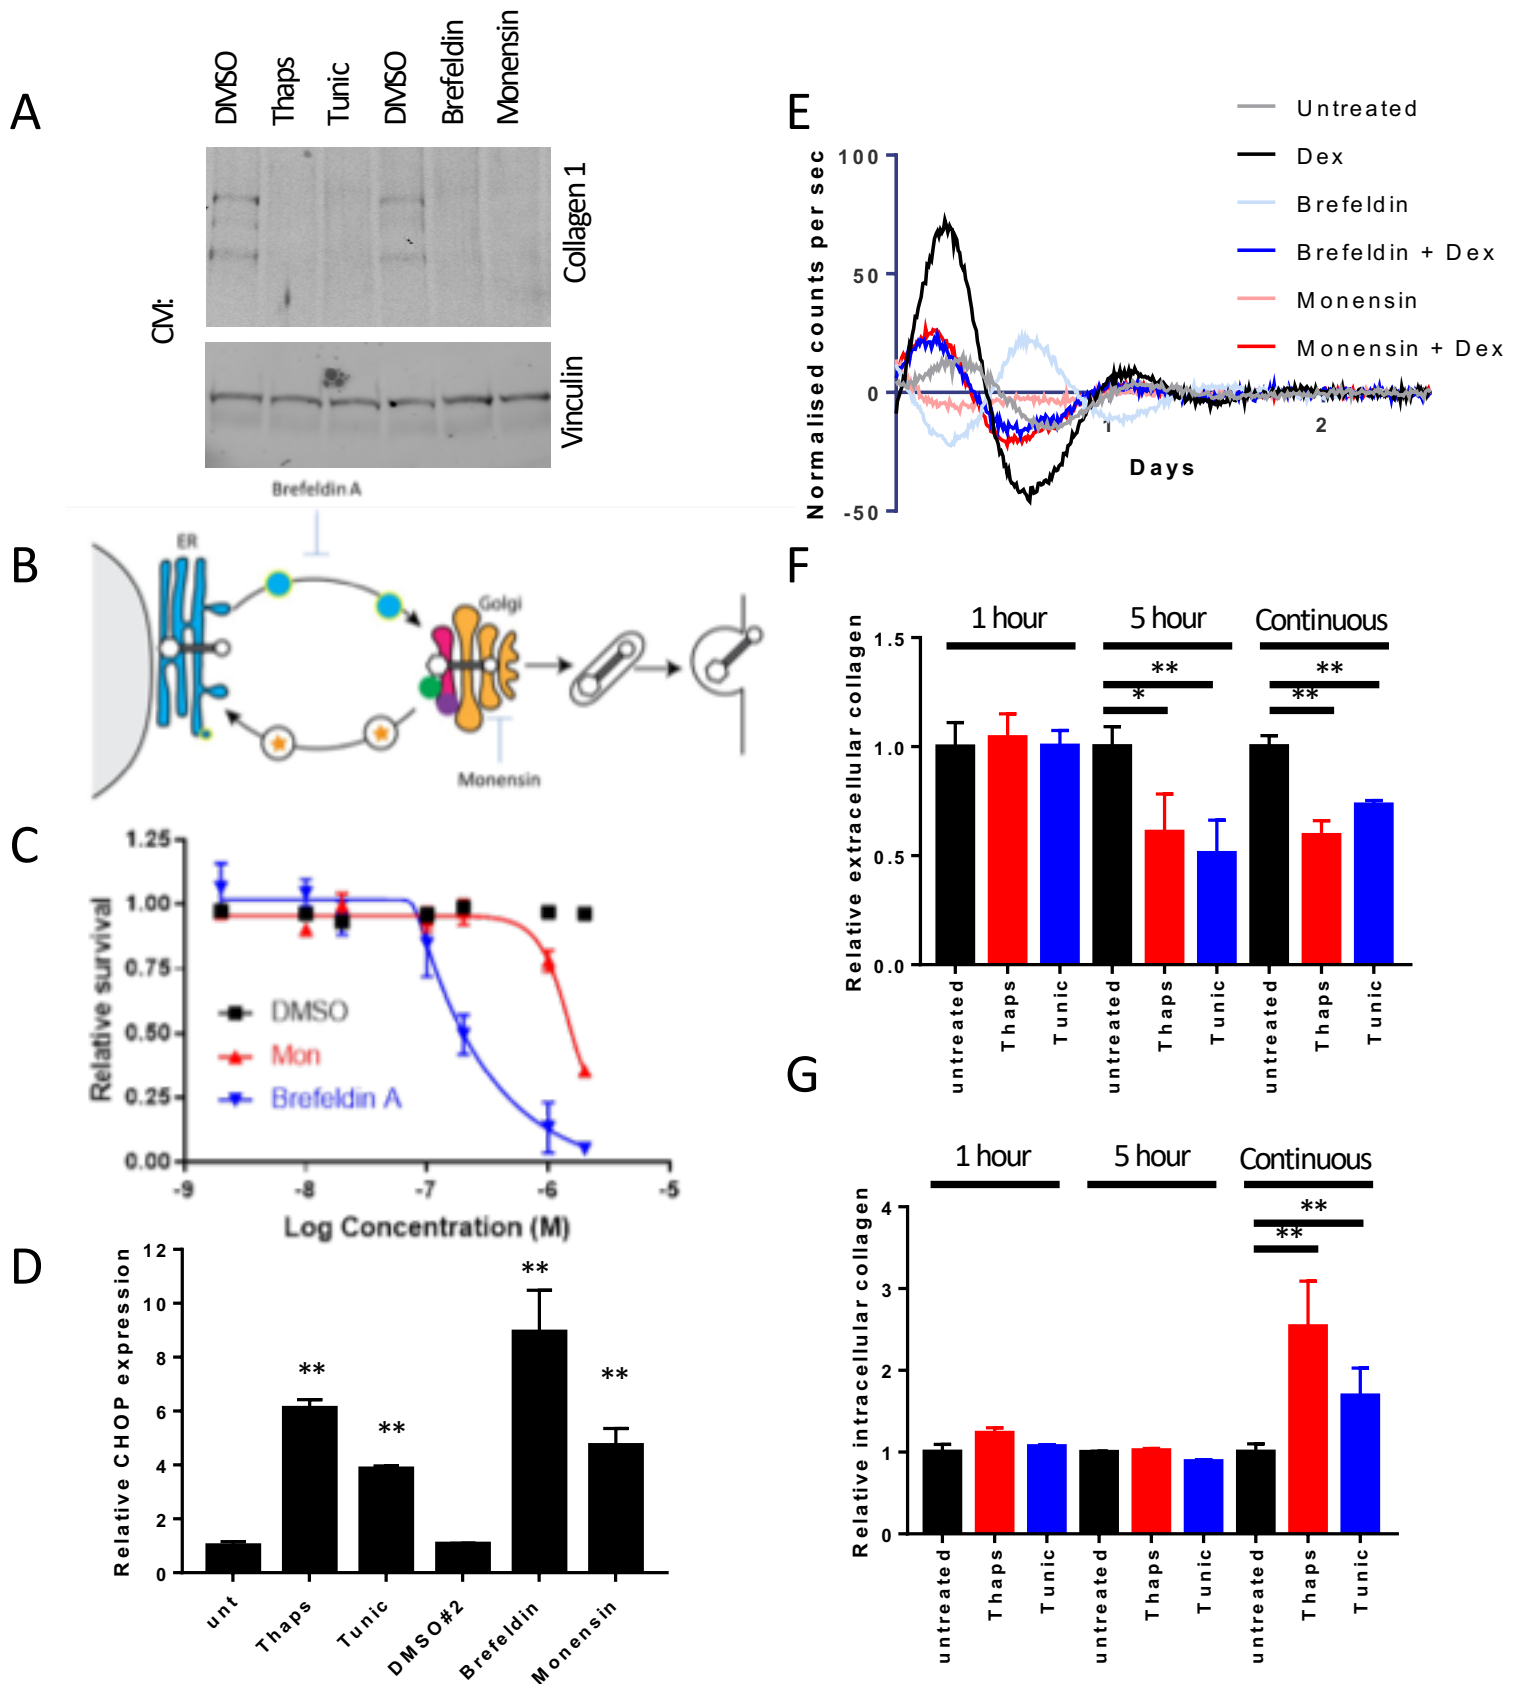 A
DMSO
Thaps
Tunic
DMSO
Brefeldin
Monensin
CM:
Collagen 1
Vinculin
B
Brefeldin A
ER
Golgi
Monensin
C
Relative survival
1.25
1.00
0.75
0.50
0.25
0.00
DMSO
Mon
Brefeldin A
-9
-8
-7
-6
-5
Log Concentration (M)
D
Relative CHOP expression
12
10
8
6
4
2
0
**
**
**
**
unt
Thaps
Tunic
DMSO#2
Brefeldin
Monensin
E
Normalised counts per sec
100
50
0
-50
1
2
Days
Untreated
Dex
Brefeldin
Brefeldin + Dex
Monensin
Monensin + Dex
F
Relative extracellular collagen
1.5
1.0
0.5
0.0
1 hour
5 hour
Continuous
**
*
**
**
untreated
Thaps
Tunic
untreated
Thaps
Tunic
untreated
Thaps
Tunic
G
Relative intracellular collagen
4
3
2
1
0
1 hour
5 hour
Continuous
**
**
untreated
Thaps
Tunic
untreated
Thaps
Tunic
untreated
Thaps
Tunic